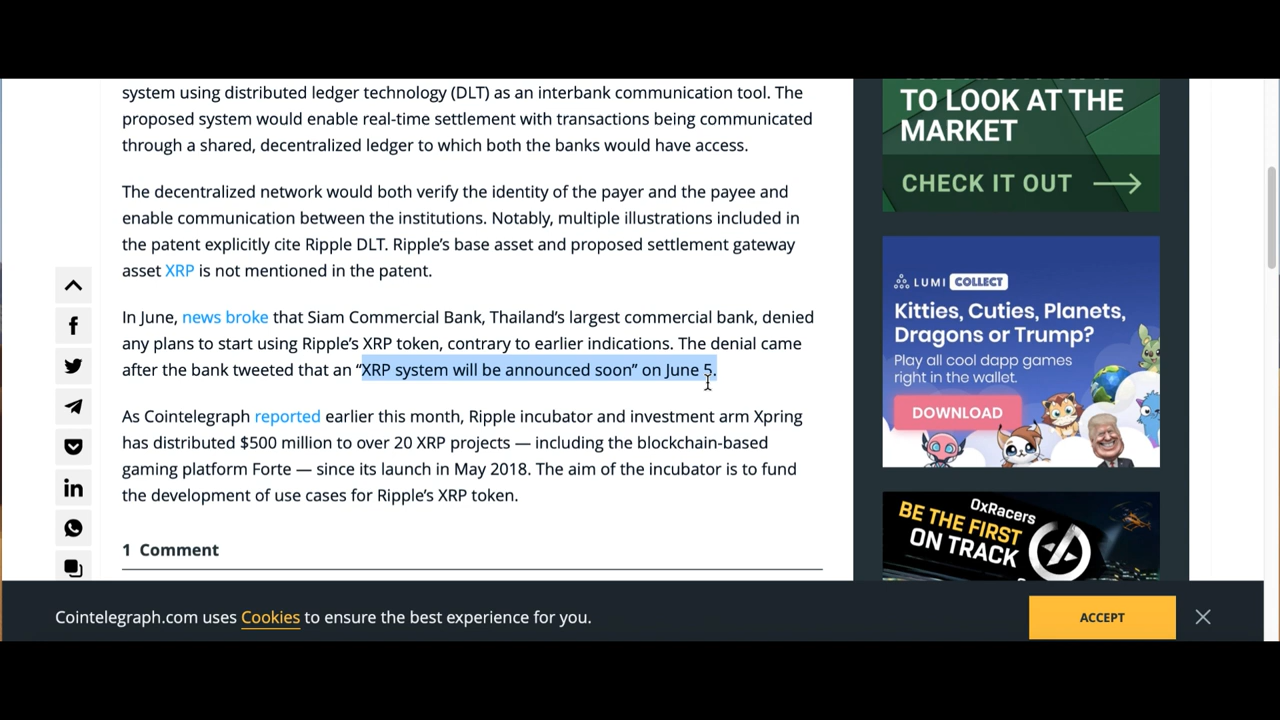 system using distributed ledger technology (DLT) as an interbank communication tool. The
proposed system would enable real-time settlement with transactions being communicated
through a shared, decentralized ledger to which both the banks would have access.
The decentralized network would both verify the identity of the payer and the payee and
enable communication between the institutions. Notably, multiple illustrations included in
the patent explicitly cite Ripple DLT. Ripple’s base asset and proposed settlement gateway
asset XRP is not mentioned in the patent.
In June, news broke that Siam Commercial Bank, Thailand’s largest commercial bank, denied
any plans to start using Ripple’s XRP token, contrary to earlier indications. The denial came
after the bank tweeted that an “XRP system will be announced soon” on June 5.
As Cointelegraph reported earlier this month, Ripple incubator and investment arm Xpring
has distributed $500 million to over 20 XRP projects — including the blockchain-based
gaming platform Forte — since its launch in May 2018. The aim of the incubator is to fund
the development of use cases for Ripple’s XRP token.
1 Comment
TO LOOK AT THE
MARKET
CHECK IT OUT
LUMI COLLECT
Kitties, Cuties, Planets,
Dragons or Trump?
Play all cool dapp games
right in the wallet.
DOWNLOAD
0xRacers
BE THE FIRST
ON TRACK
Cointelegraph.com uses Cookies to ensure the best experience for you.
ACCEPT